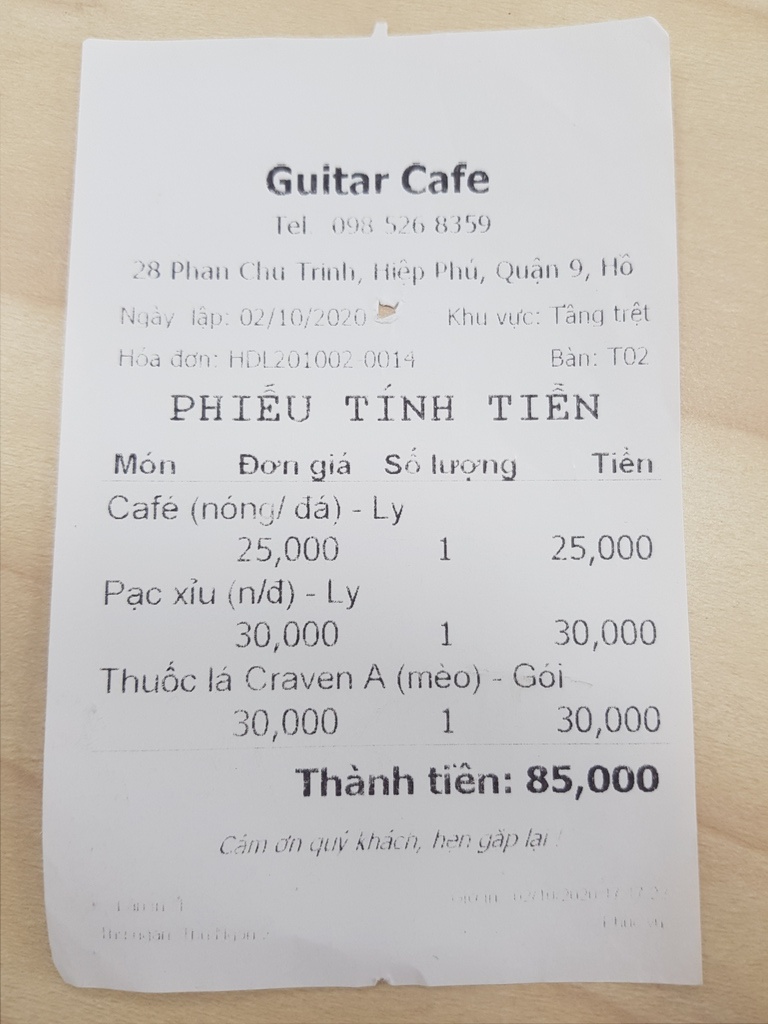 Guitar Cafe
Tel 098 526 8359
28 Phan Chu Trinh, Hiệp Phú, Quận 9, Hồ
Ngày lập: 02/10/2020 Khu vực: Tầng trệt
Hóa đơn: HDL201002-0014 Bàn: T02
PHIẾU TÍNH TIỀN
Món Đơn giá Số lượng Tiền
Café (nóng/ đá) - Ly
25,000 1 25,000
Pạc xỉu (n/đ) - Ly
30,000 1 30,000
Thuốc lá Craven A (mèo) - Gói
30,000 1 30,000
Thành tiền: 85,000
Cám ơn quý khách, hẹn gặp lại !
02/10/2020